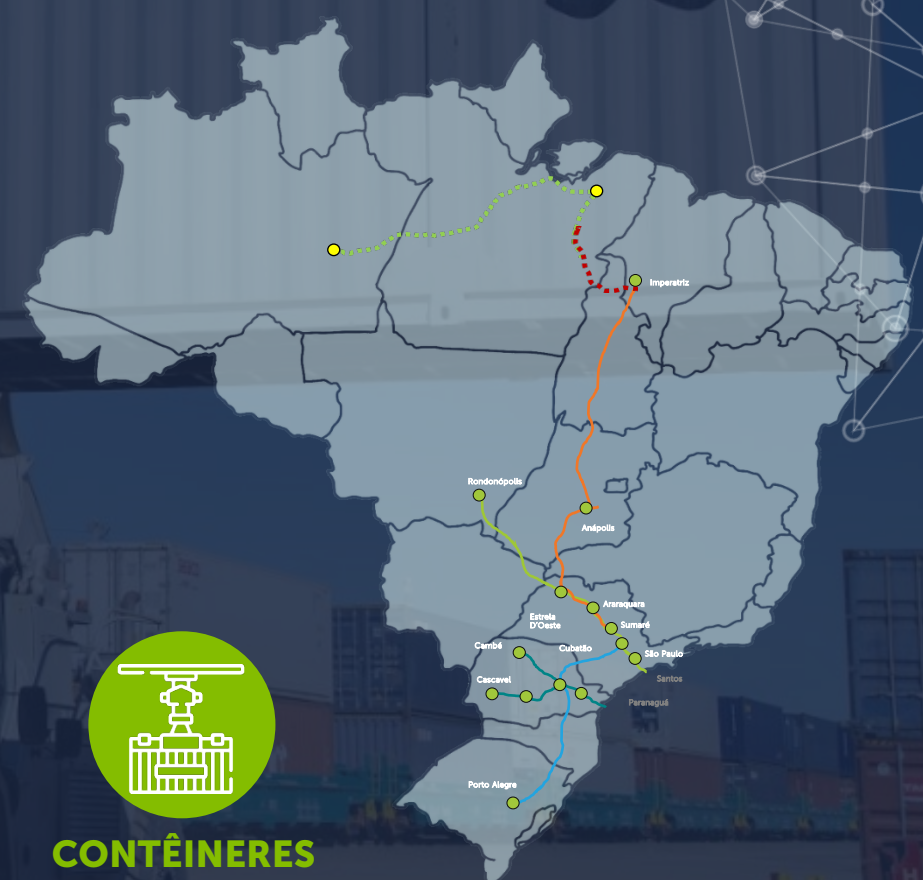 Imperatriz
Rondonópolis
Anápolis
Araraquara
Estrela
D'Oeste
Sumaré
Cambé
Cubatão
São Paulo
Cascavel
Santos
Paranaguá
Porto Alegre
CONTÊINERES